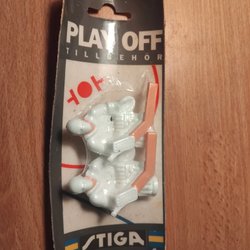 PLAY OFF
TILLBEHÖR
STIGA